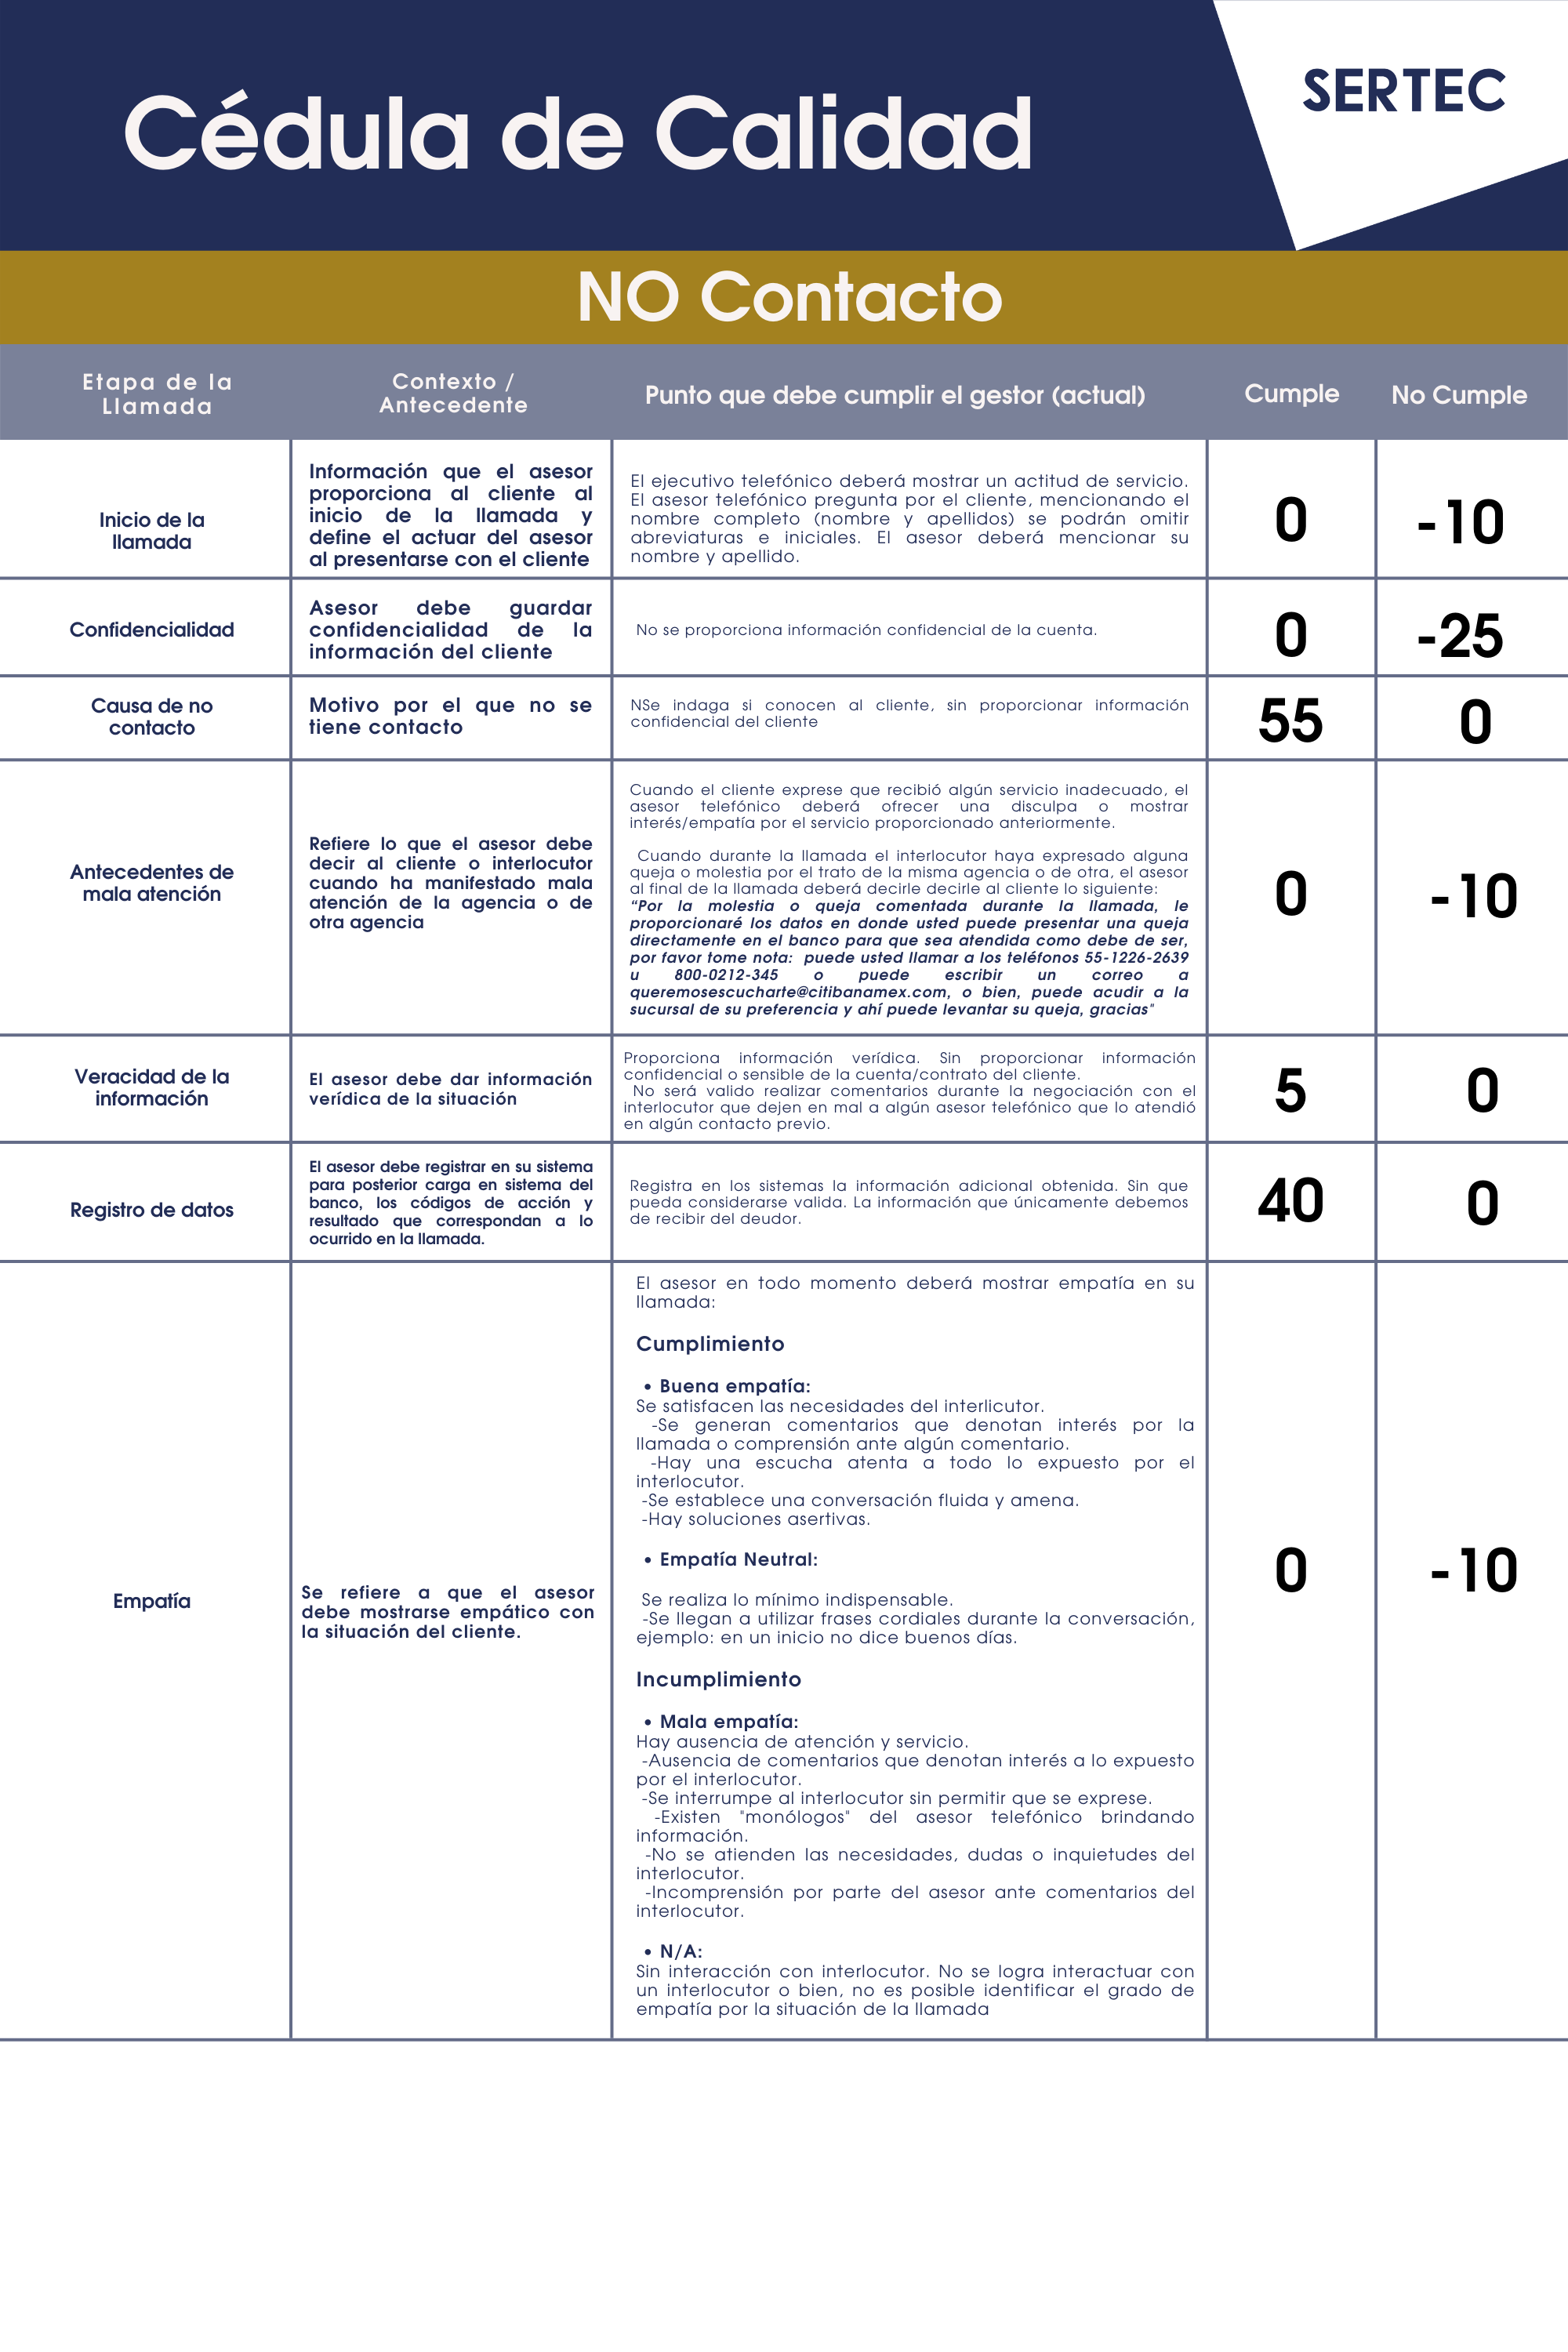 Cédula de Calidad
SERTEC
NO Contacto
Etapa de la
Llamada
Contexto /
Antecedente
Punto que debe cumplir el gestor (actual)
Cumple
No Cumple
Inicio de la
llamada
Información que el asesor
proporciona al cliente al
inicio de la llamada y
define el actuar del asesor
al presentarse con el cliente
El ejecutivo telefónico deberá mostrar un actitud de servicio.
El asesor telefónico pregunta por el cliente, mencionando el
nombre completo (nombre y apellidos) se podrán omitir
abreviaturas e iniciales. El asesor deberá mencionar su
nombre y apellido.
0
-10
Confidencialidad
Asesor debe guardar
confidencialidad de la
información del cliente
No se proporciona información confidencial de la cuenta.
0
-25
Causa de no
contacto
Motivo por el que no se
tiene contacto
NSe indaga si conocen al cliente, sin proporcionar información
confidencial del cliente
55
0
Antecedentes de
mala atención
Refiere lo que el asesor debe
decir al cliente o interlocutor
cuando ha manifestado mala
atención de la agencia o de
otra agencia
Cuando el cliente exprese que recibió algún servicio inadecuado, el
asesor telefónico deberá ofrecer una disculpa o mostrar
interés/empatía por el servicio proporcionado anteriormente.
Cuando durante la llamada el interlocutor haya expresado alguna
queja o molestia por el trato de la misma agencia o de otra, el asesor
al final de la llamada deberá decirle decirle al cliente lo siguiente:
“Por la molestia o queja comentada durante la llamada, le
proporcionaré los datos en donde usted puede presentar una queja
directamente en el banco para que sea atendida como debe de ser,
por favor tome nota: puede usted llamar a los teléfonos 55-1226-2639
u 800-0212-345 o puede escribir un correo a
queremosescucharte@citibanamex.com, o bien, puede acudir a la
sucursal de su preferencia y ahí puede levantar su queja, gracias"
0
-10
Veracidad de la
información
El asesor debe dar información
verídica de la situación
Proporciona información verídica. Sin proporcionar información
confidencial o sensible de la cuenta/contrato del cliente.
No será valido realizar comentarios durante la negociación con el
interlocutor que dejen en mal a algún asesor telefónico que lo atendió
en algún contacto previo.
5
0
Registro de datos
El asesor debe registrar en su sistema
para posterior carga en sistema del
banco, los códigos de acción y
resultado que correspondan a lo
ocurrido en la llamada.
Registra en los sistemas la información adicional obtenida. Sin que
pueda considerarse valida. La información que únicamente debemos
de recibir del deudor.
40
0
Empatía
Se refiere a que el asesor
debe mostrarse empático con
la situación del cliente.
El asesor en todo momento deberá mostrar empatía en su
llamada:
Cumplimiento
• Buena empatía:
Se satisfacen las necesidades del interlicutor.
-Se generan comentarios que denotan interés por la
llamada o comprensión ante algún comentario.
-Hay una escucha atenta a todo lo expuesto por el
interlocutor.
-Se establece una conversación fluida y amena.
-Hay soluciones asertivas.
• Empatía Neutral:
Se realiza lo mínimo indispensable.
-Se llegan a utilizar frases cordiales durante la conversación,
ejemplo: en un inicio no dice buenos días.
Incumplimiento
• Mala empatía:
Hay ausencia de atención y servicio.
-Ausencia de comentarios que denotan interés a lo expuesto
por el interlocutor.
-Se interrumpe al interlocutor sin permitir que se exprese.
-Existen "monólogos" del asesor telefónico brindando
información.
-No se atienden las necesidades, dudas o inquietudes del
interlocutor.
-Incomprensión por parte del asesor ante comentarios del
interlocutor.
• N/A:
Sin interacción con interlocutor. No se logra interactuar con
un interlocutor o bien, no es posible identificar el grado de
empatía por la situación de la llamada
0
-10